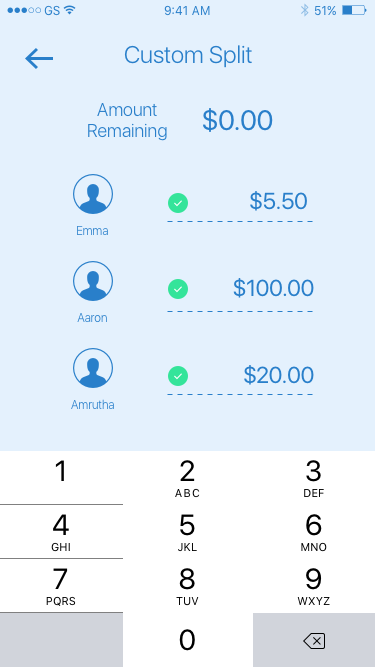 GS 9:41 AM 51%
Custom Split
Amount
Remaining $0.00
$5.50
Emma
$100.00
Aaron
$20.00
Amrutha
1 2 3
ABC DEF
4 5 6
GHI JKL MNO
7 8 9
PQRS TUV WXYZ
0